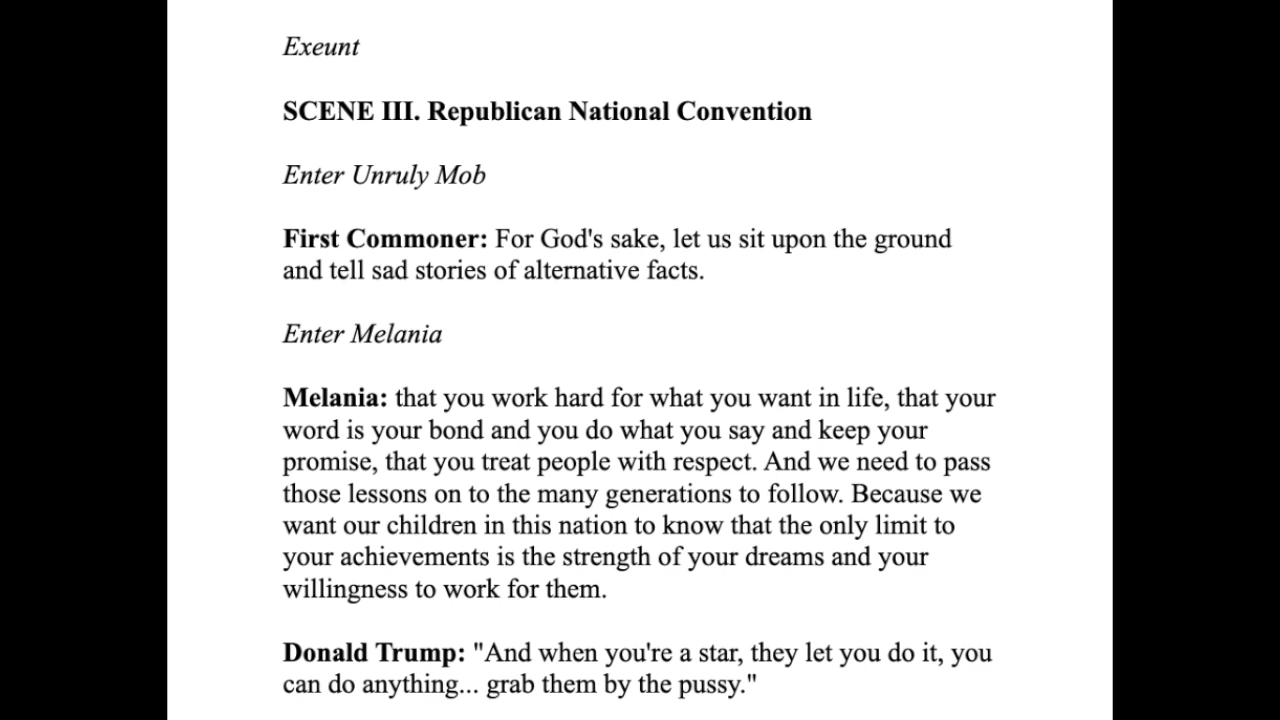 Exeunt
SCENE III. Republican National Convention
Enter Unruly Mob
First Commoner: For God's sake, let us sit upon the ground
and tell sad stories of alternative facts.
Enter Melania
Melania: that you work hard for what you want in life, that your
word is your bond and you do what you say and keep your
promise, that you treat people with respect. And we need to pass
those lessons on to the many generations to follow. Because we
want our children in this nation to know that the only limit to
your achievements is the strength of your dreams and your
willingness to work for them.
Donald Trump: "And when you're a star, they let you do it, you
can do anything... grab them by the pussy."